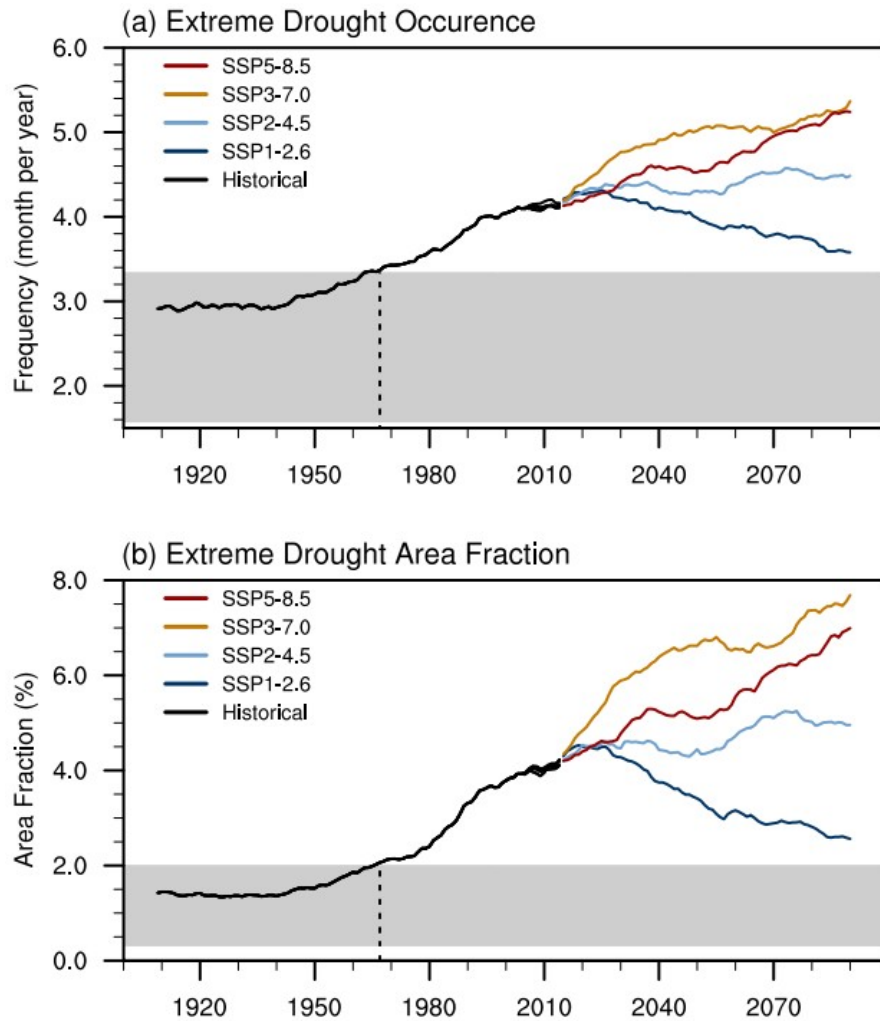 (a) Extreme Drought Occurence
Frequency (month per year)
6.0
5.0
4.0
3.0
2.0
SSP5-8.5
SSP3-7.0
SSP2-4.5
SSP1-2.6
Historical
1920 1950 1980 2010 2040 2070
(b) Extreme Drought Area Fraction
Area Fraction (%)
8.0
6.0
4.0
2.0
0.0
SSP5-8.5
SSP3-7.0
SSP2-4.5
SSP1-2.6
Historical
1920 1950 1980 2010 2040 2070